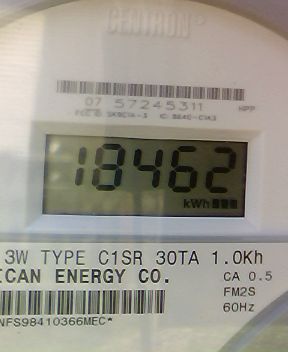 CENTRON®
07 57245311 HPP
18462
kWh
3W TYPE C1SR 30TA 1.0Kh
ICAN ENERGY CO. CA 0.5
FM2S
NFS98410366MEC* 60Hz